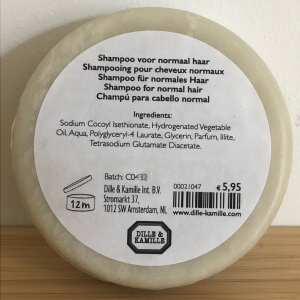 Shampoo voor normaal haar
Shampooing pour cheveux normaux
Shampoo für normales Haar
Shampoo for normal hair
Champú para cabello normal
Ingredients:
Sodium Cocoyl Isethionate, Hydrogenated Vegetable
Oil, Aqua, Polyglyceryl-4 Laurate, Glycerin, Parfum, Illite,
Tetrasodium Glutamate Diacetate.
12m
Batch: C0432
Dille & Kamille Int. B.V.
Stromarkt 37,
1012 SW Amsterdam, NL
00021047
€ 5,95
www.dille-kamille.com
DILLE &
KAMILLE